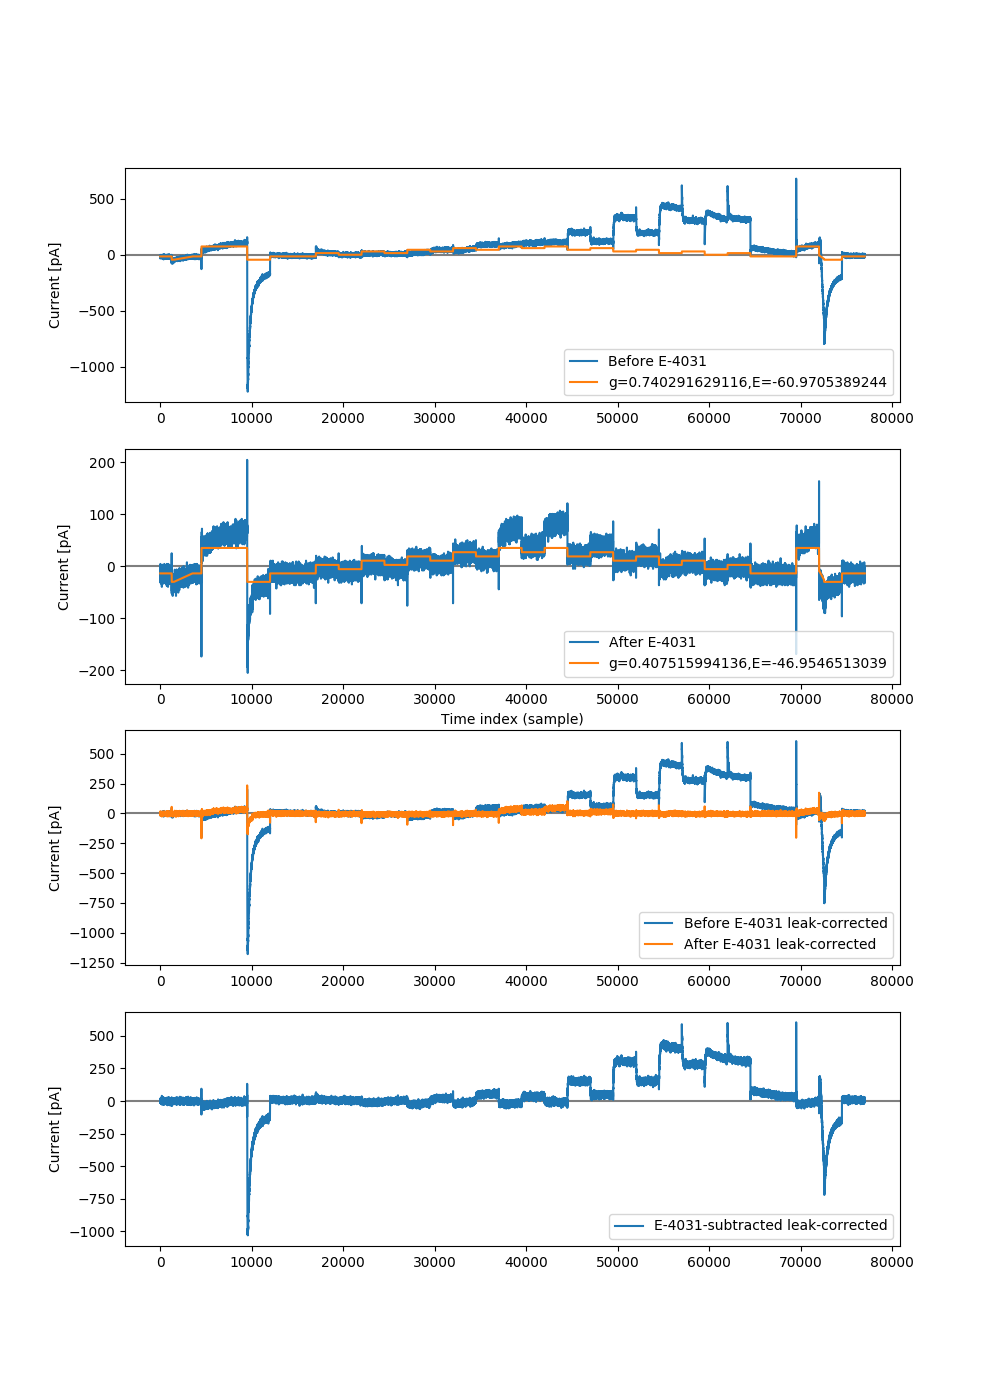 Current [pA]
500
0
−500
−1000
Before E-4031
g=0.740291629116,E=-60.9705389244
0 10000 20000 30000 40000 50000 60000 70000 80000
Current [pA]
200
100
0
−100
−200
After E-4031
g=0.407515994136,E=-46.9546513039
0 10000 20000 30000 40000 50000 60000 70000 80000
Time index (sample)
Current [pA]
500
250
0
−250
−500
−750
−1000
−1250
Before E-4031 leak-corrected
After E-4031 leak-corrected
0 10000 20000 30000 40000 50000 60000 70000 80000
Current [pA]
500
250
0
−250
−500
−750
−1000
E-4031-subtracted leak-corrected
0 10000 20000 30000 40000 50000 60000 70000 80000